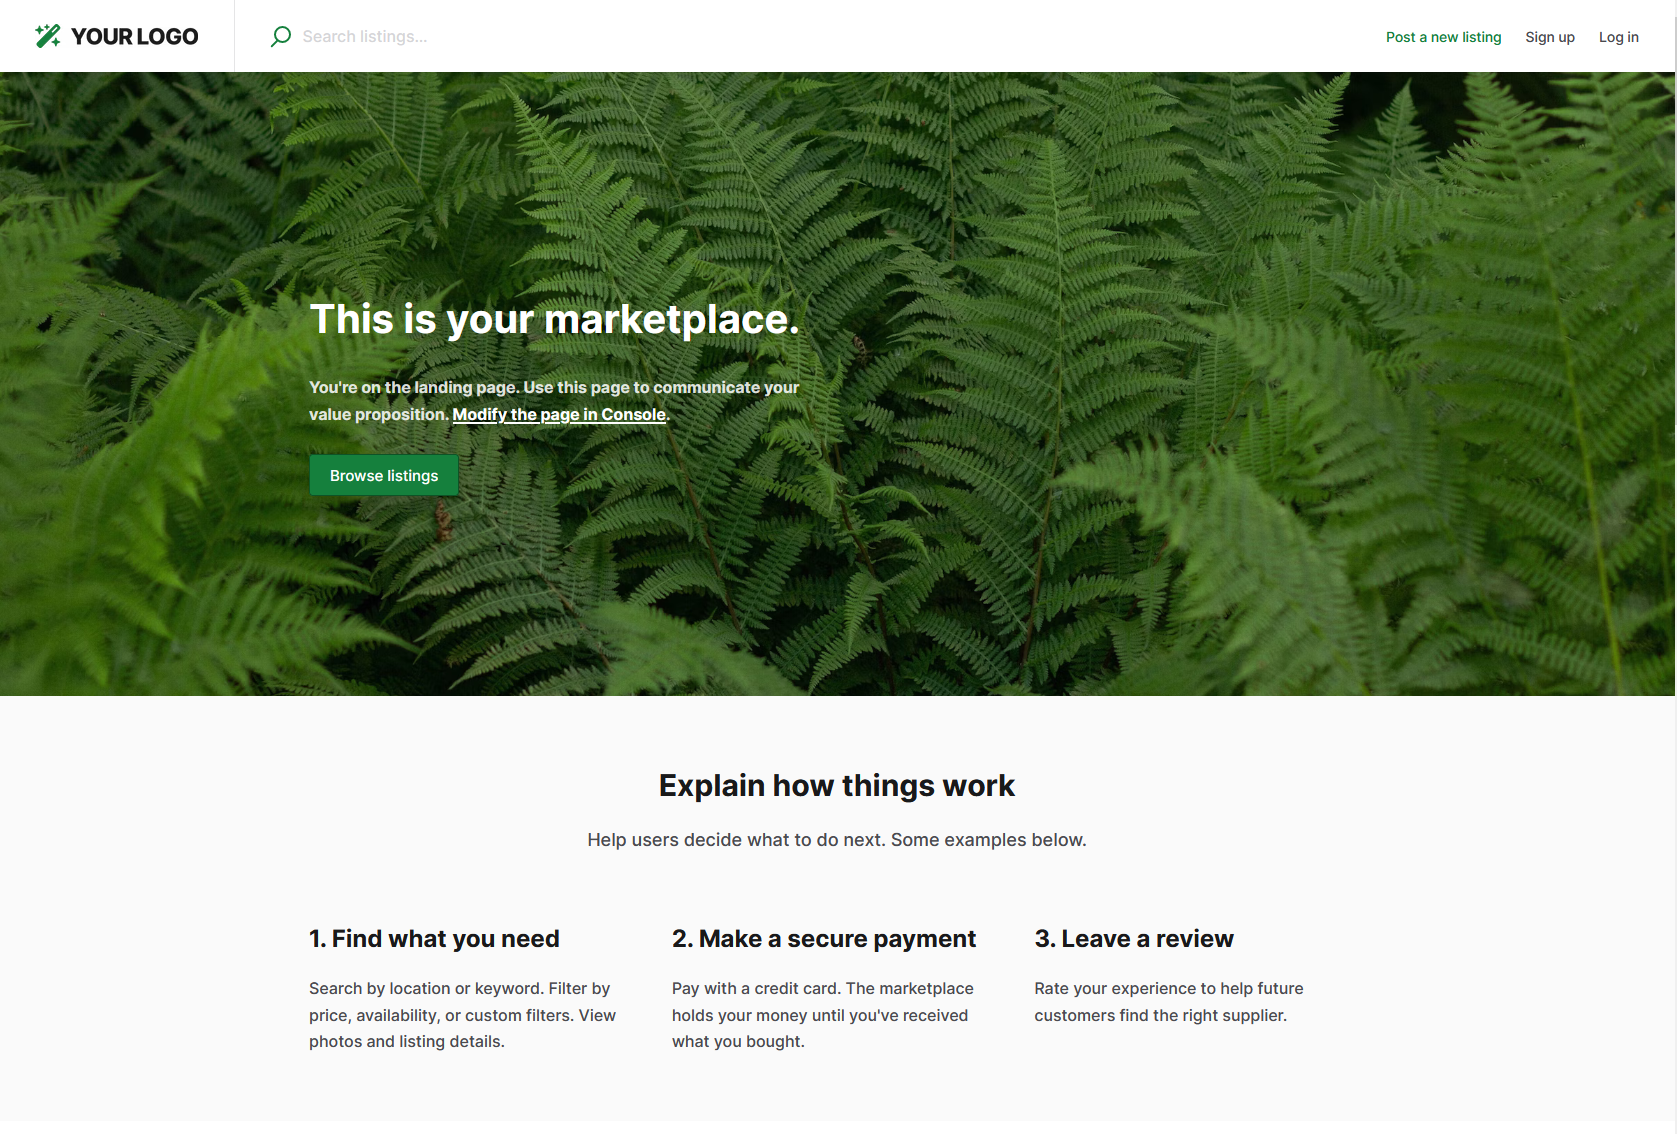 YOUR LOGO
Search listings...
Post a new listing
Sign up
Log in
This is your marketplace.
You're on the landing page. Use this page to communicate your
value proposition. Modify the page in Console.
Browse listings
Explain how things work
Help users decide what to do next. Some examples below.
1. Find what you need
Search by location or keyword. Filter by
price, availability, or custom filters. View
photos and listing details.
2. Make a secure payment
Pay with a credit card. The marketplace
holds your money until you've received
what you bought.
3. Leave a review
Rate your experience to help future
customers find the right supplier.